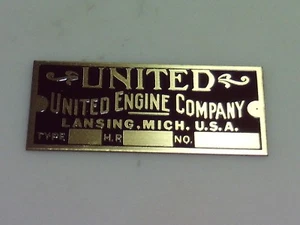 UNITED
UNITED ENGINE COMPANY
LANSING, MICH. U.S.A.
TYPE H.P. NO.